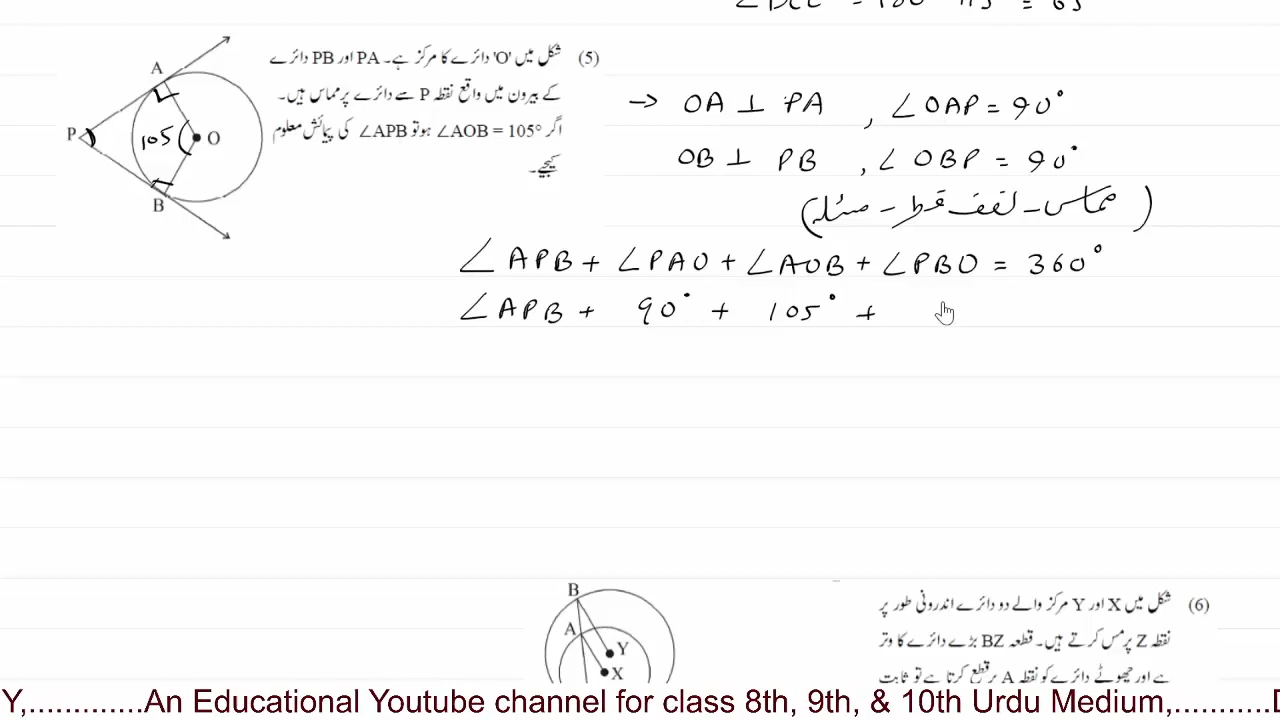 (5) شکل میں 'O' دائرے کا مرکز ہے۔ PA اور PB دائرے
کے بیرون میں واقع نقطہ P سے دائرے پر مماس ہیں۔
اگر ∠AOB = 105° ہو تو ∠APB کی پیمائش معلوم
کیجیے۔
A
P
105
O
B
→ OA ⊥ PA , ∠OAP = 90°
OB ⊥ PB , ∠OBP = 90°
(مماس - نصف قطر - مسئلہ)
∠APB + ∠PAO + ∠AOB + ∠PBO = 360°
∠APB + 90° + 105° +
(6) شکل میں X اور Y مرکز والے دو دائرے اندرونی طور پر
نقطہ Z پر مس کرتے ہیں۔ قطعہ BZ بڑے دائرے کا وتر
ہے اور چھوٹے دائرے کو نقطہ A پر قطع کرتا ہے تو ثابت
B
A
Y
X
Y,.............An Educational Youtube channel for class 8th, 9th, & 10th Urdu Medium,...........